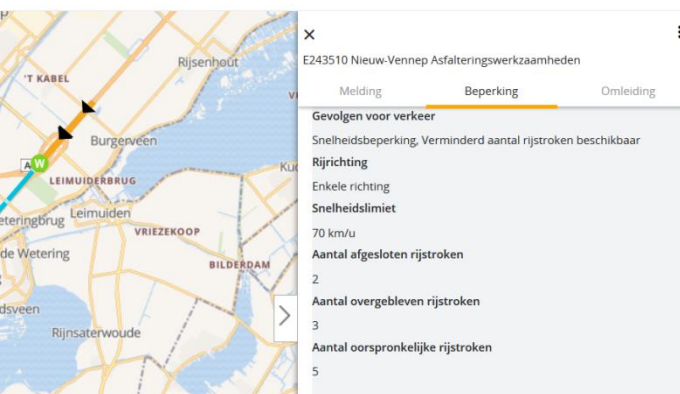 Rijsenhout
'T KABEL
Burgerveen
A
W
LEIMUIDERBRUG
Leimuiden
VRIEZEKOOP
de Wetering
BILDERDAM
Rijnsaterwoude
E243510 Nieuw-Vennep Asfalteringswerkzaamheden
Melding Beperking Omleiding
Gevolgen voor verkeer
Snelheidsbeperking, Verminderd aantal rijstroken beschikbaar
Rijrichting
Enkele richting
Snelheidslimiet
70 km/u
Aantal afgesloten rijstroken
2
Aantal overgebleven rijstroken
3
Aantal oorspronkelijke rijstroken
5